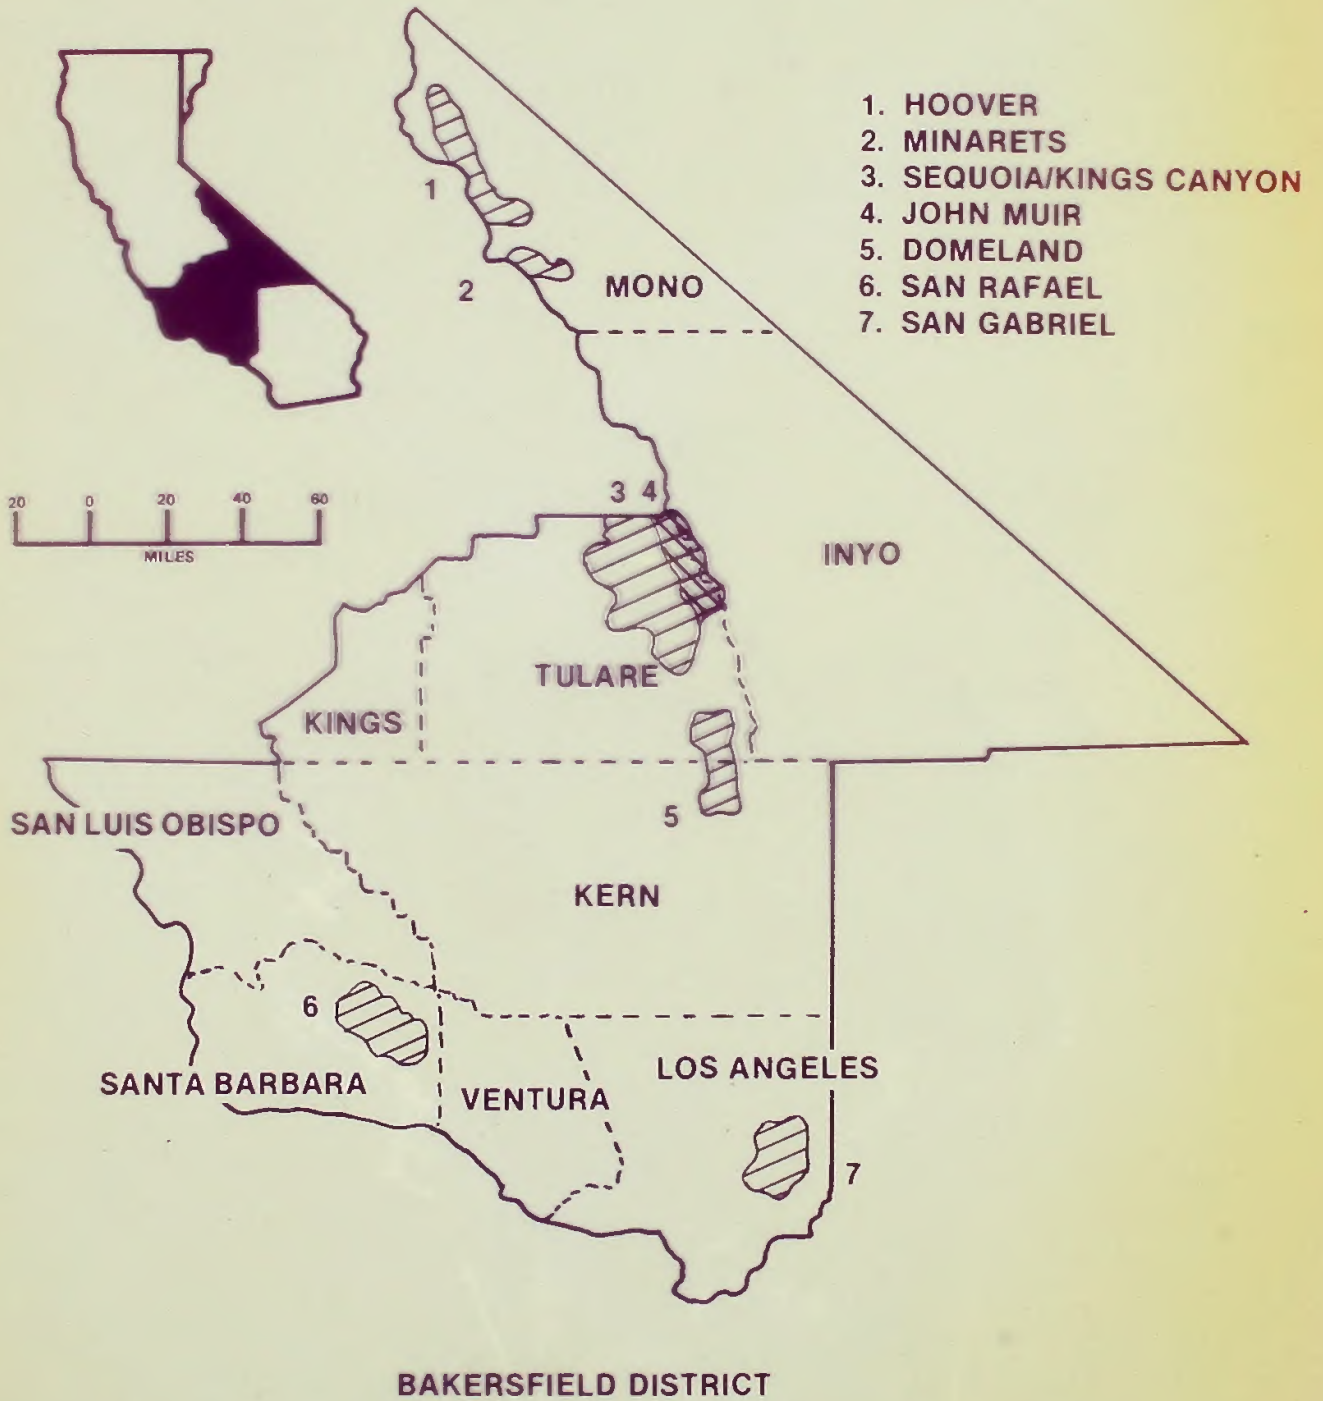 1. HOOVER
2. MINARETS
3. SEQUOIA/KINGS CANYON
4. JOHN MUIR
5. DOMELAND
6. SAN RAFAEL
7. SAN GABRIEL
1
2
MONO
20 0 20 40 60
MILES
3 4
INYO
TULARE
KINGS
SAN LUIS OBISPO
5
KERN
6
SANTA BARBARA
VENTURA
LOS ANGELES
7
BAKERSFIELD DISTRICT